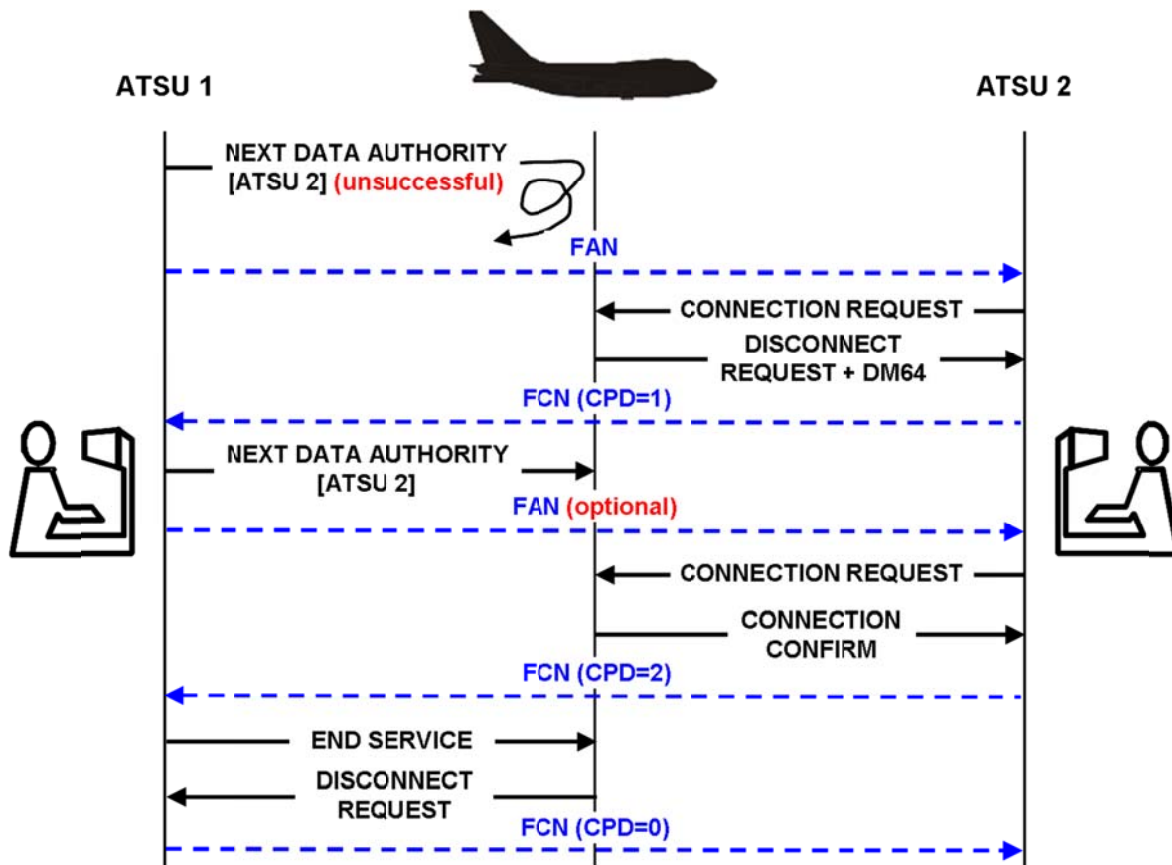 ATSU 1
ATSU 2
NEXT DATA AUTHORITY
[ATSU 2] (unsuccessful)
FAN
CONNECTION REQUEST
DISCONNECT
REQUEST + DM64
FCN (CPD=1)
NEXT DATA AUTHORITY
[ATSU 2]
FAN (optional)
CONNECTION REQUEST
CONNECTION
CONFIRM
FCN (CPD=2)
END SERVICE
DISCONNECT
REQUEST
FCN (CPD=0)